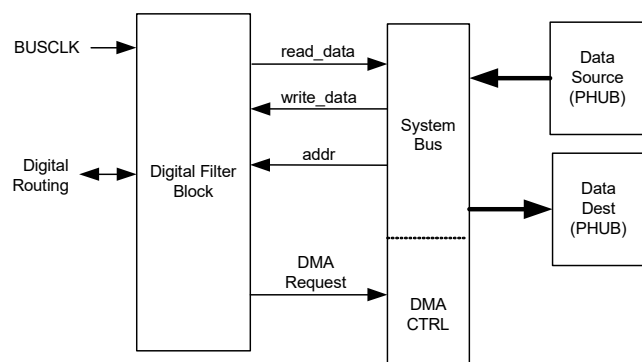 BUSCLK
Digital
Routing
Digital Filter
Block
read_data
write_data
addr
DMA
Request
System
Bus
DMA
CTRL
Data
Source
(PHUB)
Data
Dest
(PHUB)